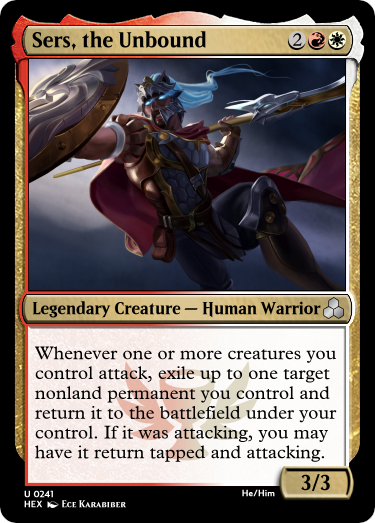 Sers, the Unbound 2
Legendary Creature — Human Warrior
Whenever one or more creatures you
control attack, exile up to one target
nonland permanent you control and
return it to the battlefield under your
control. If it was attacking, you may
have it return tapped and attacking.
3/3
U 0241 He/Him
HEX Ece Karabiber